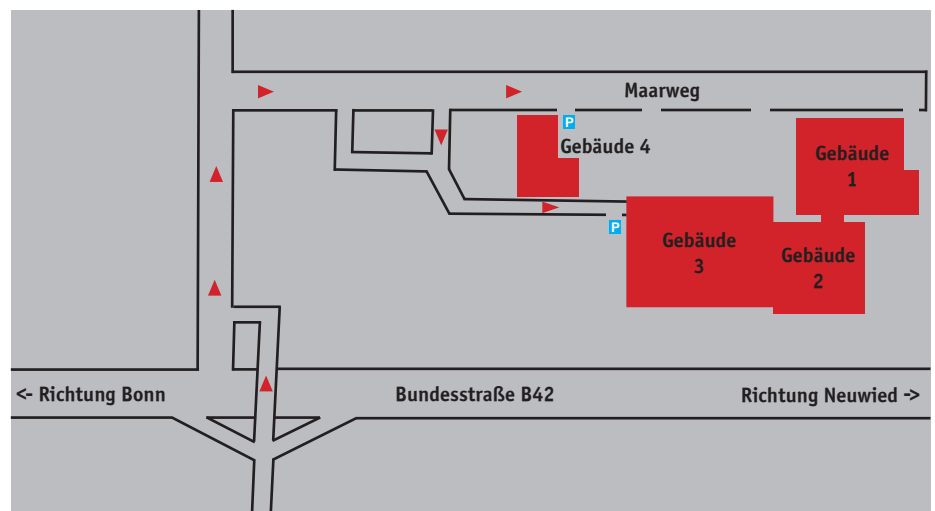 Maarweg
P
Gebäude 4
Gebäude
1
P
Gebäude
3
Gebäude
2
<- Richtung Bonn
Bundesstraße B42
Richtung Neuwied ->